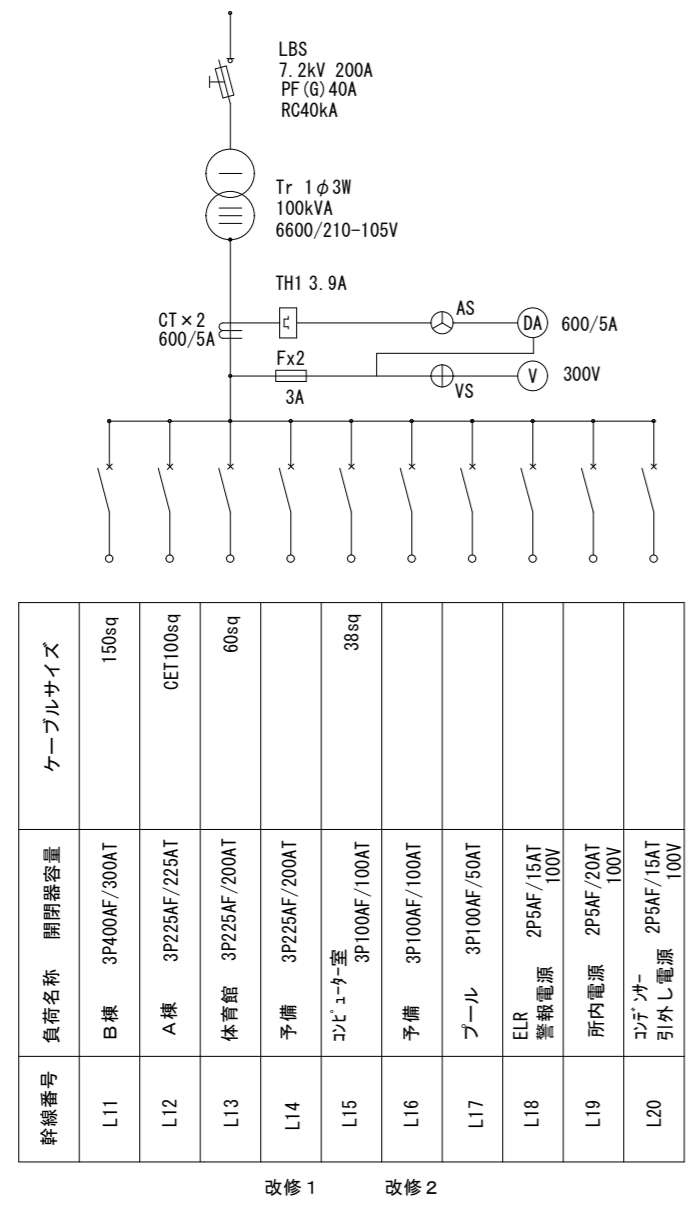 LBS
7.2kV 200A
PF(G)40A
RC40kA
Tr 1φ3W
100kVA
6600/210-105V
TH1 3.9A
CT×2
600/5A
AS
DA
600/5A
Fx2
3A
VS
V
300V
幹線番号
負荷名称 開閉器容量
ケーブルサイズ
L11
B棟 3P400AF/300AT
150sq
L12
A棟 3P225AF/225AT
CET100sq
L13
体育館 3P225AF/200AT
60sq
L14
予備 3P225AF/200AT
L15
ｺﾝﾋﾟｭｰﾀｰ室
3P100AF/100AT
38sq
L16
予備 3P100AF/100AT
L17
プール 3P100AF/50AT
L18
ELR
警報電源 2P5AF/15AT
100V
L19
所内電源 2P5AF/20AT
100V
L20
ｺﾝﾃﾞﾝｻｰ
引外し電源 2P5AF/15AT
100V
改修1 改修2